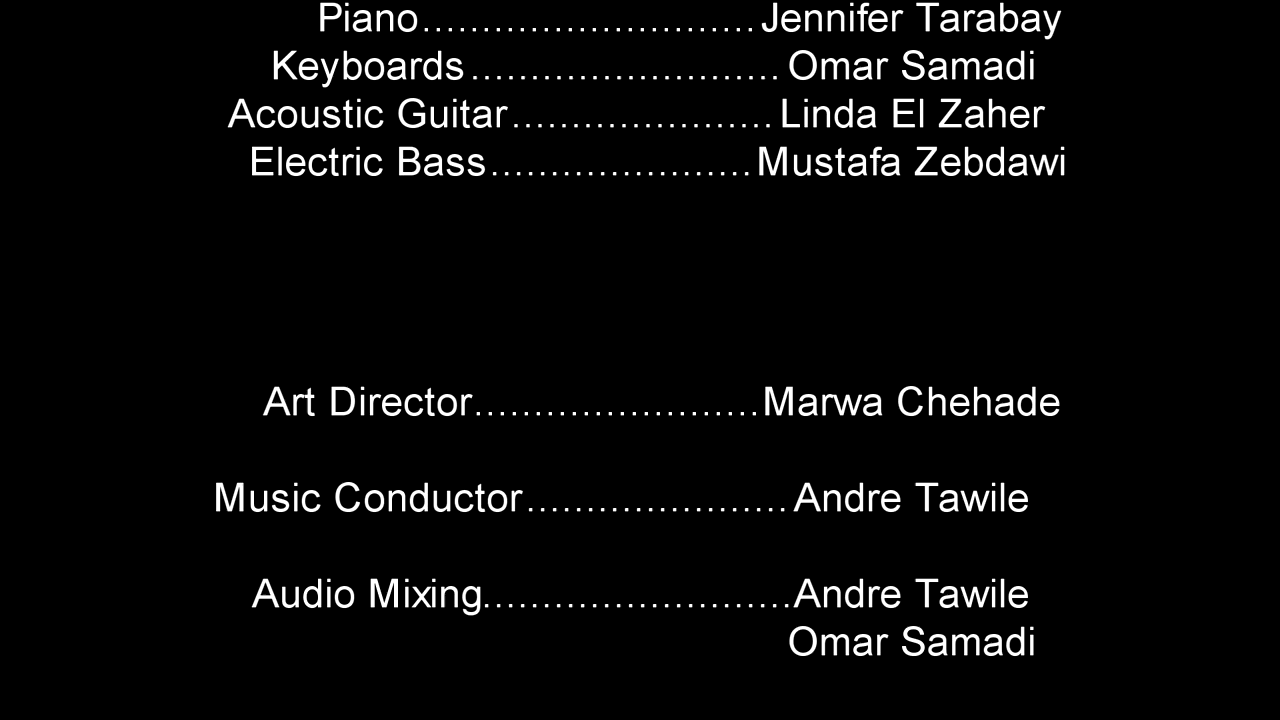 Piano............................Jennifer Tarabay
Keyboards..........................Omar Samadi
Acoustic Guitar......................Linda El Zaher
Electric Bass......................Mustafa Zebdawi
Art Director........................Marwa Chehade
Music Conductor......................Andre Tawile
Audio Mixing..........................Andre Tawile
Omar Samadi